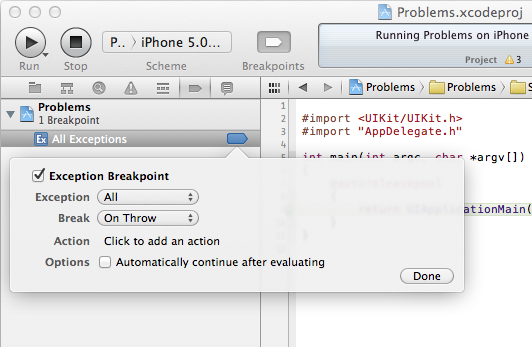 Problems.xcodeproj
P.. iPhone 5.0...
Running Problems on iPhone
Project 3
Run Stop Scheme Breakpoints
Problems
1 Breakpoint
Problems Problems S
Ex All Exceptions
1
2
#import <UIKit/UIKit.h>
3
#import "AppDelegate.h"
4
int main(int argc, char *argv[])
Exception Breakpoint
Exception All
Break On Throw
return UIApplicationMain(
Action Click to add an action
Options Automatically continue after evaluating
Done